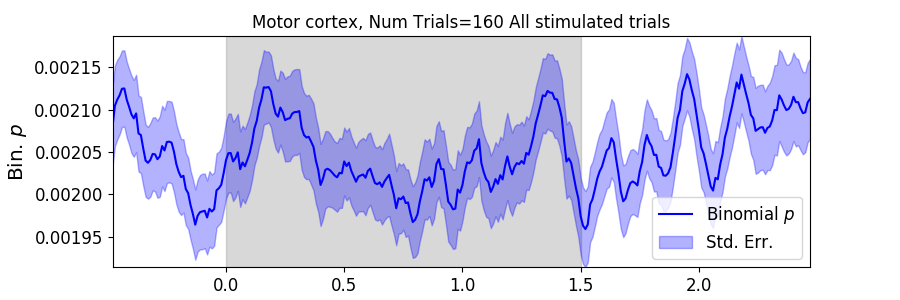 Motor cortex, Num Trials=160 All stimulated trials
Bin. p
0.00215
0.00210
0.00205
0.00200
0.00195
0.0 0.5 1.0 1.5 2.0
Binomial p
Std. Err.